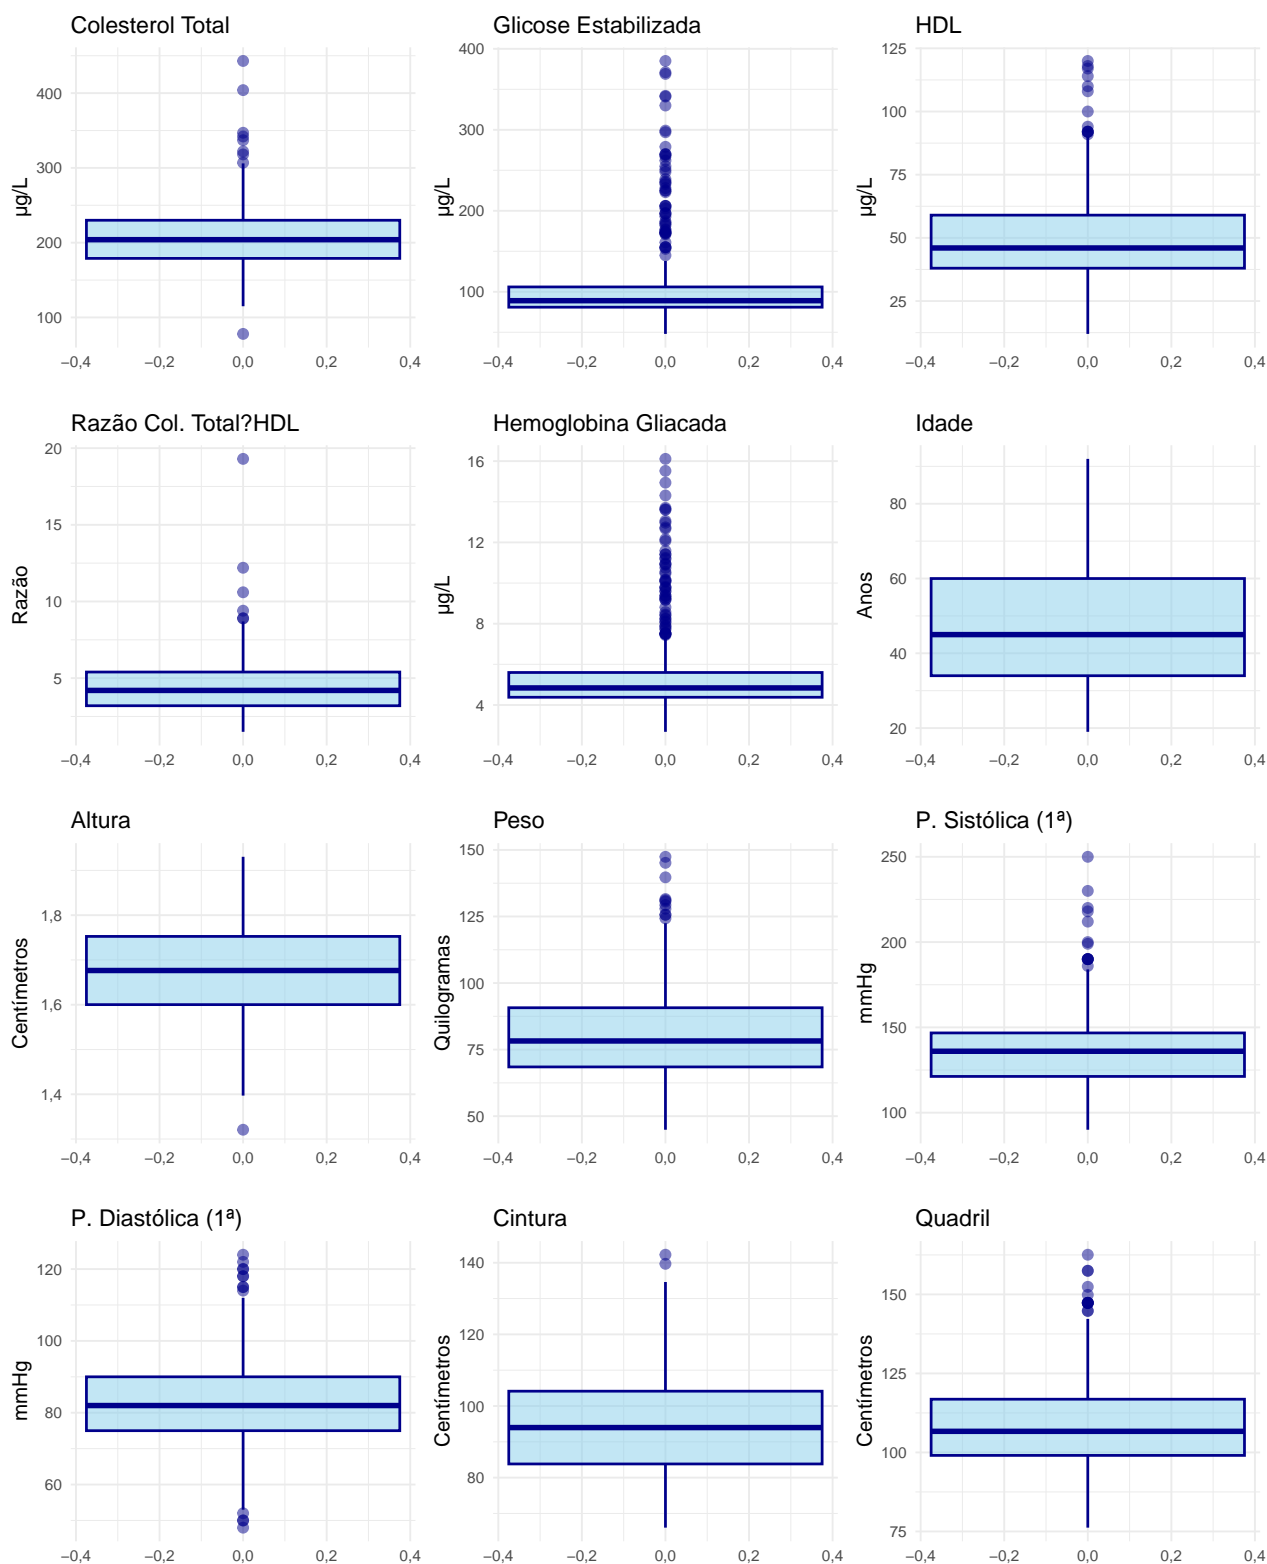 Colesterol Total
µg/L
400
300
200
100
−0,4 −0,2 0,0 0,2 0,4
Glicose Estabilizada
µg/L
400
300
200
100
−0,4 −0,2 0,0 0,2 0,4
HDL
µg/L
125
100
75
50
25
−0,4 −0,2 0,0 0,2 0,4
Razão Col. Total?HDL
Razão
20
15
10
5
−0,4 −0,2 0,0 0,2 0,4
Hemoglobina Gliacada
µg/L
16
12
8
4
−0,4 −0,2 0,0 0,2 0,4
Idade
Anos
80
60
40
20
−0,4 −0,2 0,0 0,2 0,4
Altura
Centímetros
1,8
1,6
1,4
−0,4 −0,2 0,0 0,2 0,4
Peso
Quilogramas
150
125
100
75
50
−0,4 −0,2 0,0 0,2 0,4
P. Sistólica (1ª)
mmHg
250
200
150
100
−0,4 −0,2 0,0 0,2 0,4
P. Diastólica (1ª)
mmHg
120
100
80
60
−0,4 −0,2 0,0 0,2 0,4
Cintura
Centímetros
140
120
100
80
−0,4 −0,2 0,0 0,2 0,4
Quadril
Centímetros
150
125
100
75
−0,4 −0,2 0,0 0,2 0,4